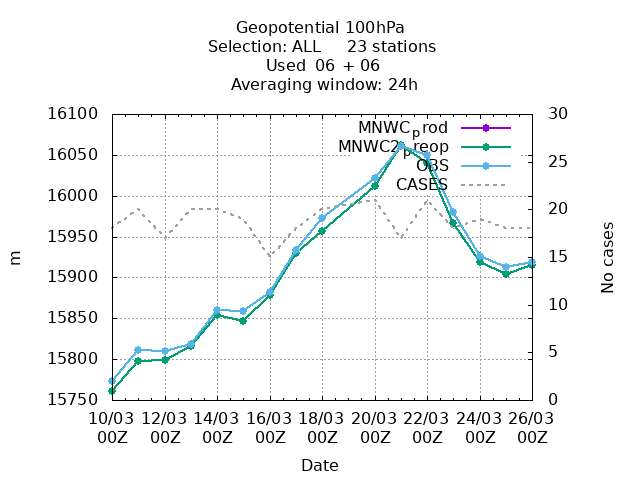 Geopotential 100hPa
Selection: ALL     23 stations
Used  06 + 06
Averaging window: 24h
16100
16050
16000
15950
15900
15850
15800
15750
m
30
25
20
15
10
5
0
No cases
MNWCprod
MNWC2preop
OBS
CASES
10/03 12/03 14/03 16/03 18/03 20/03 22/03 24/03 26/03
00Z 00Z 00Z 00Z 00Z 00Z 00Z 00Z 00Z
Date